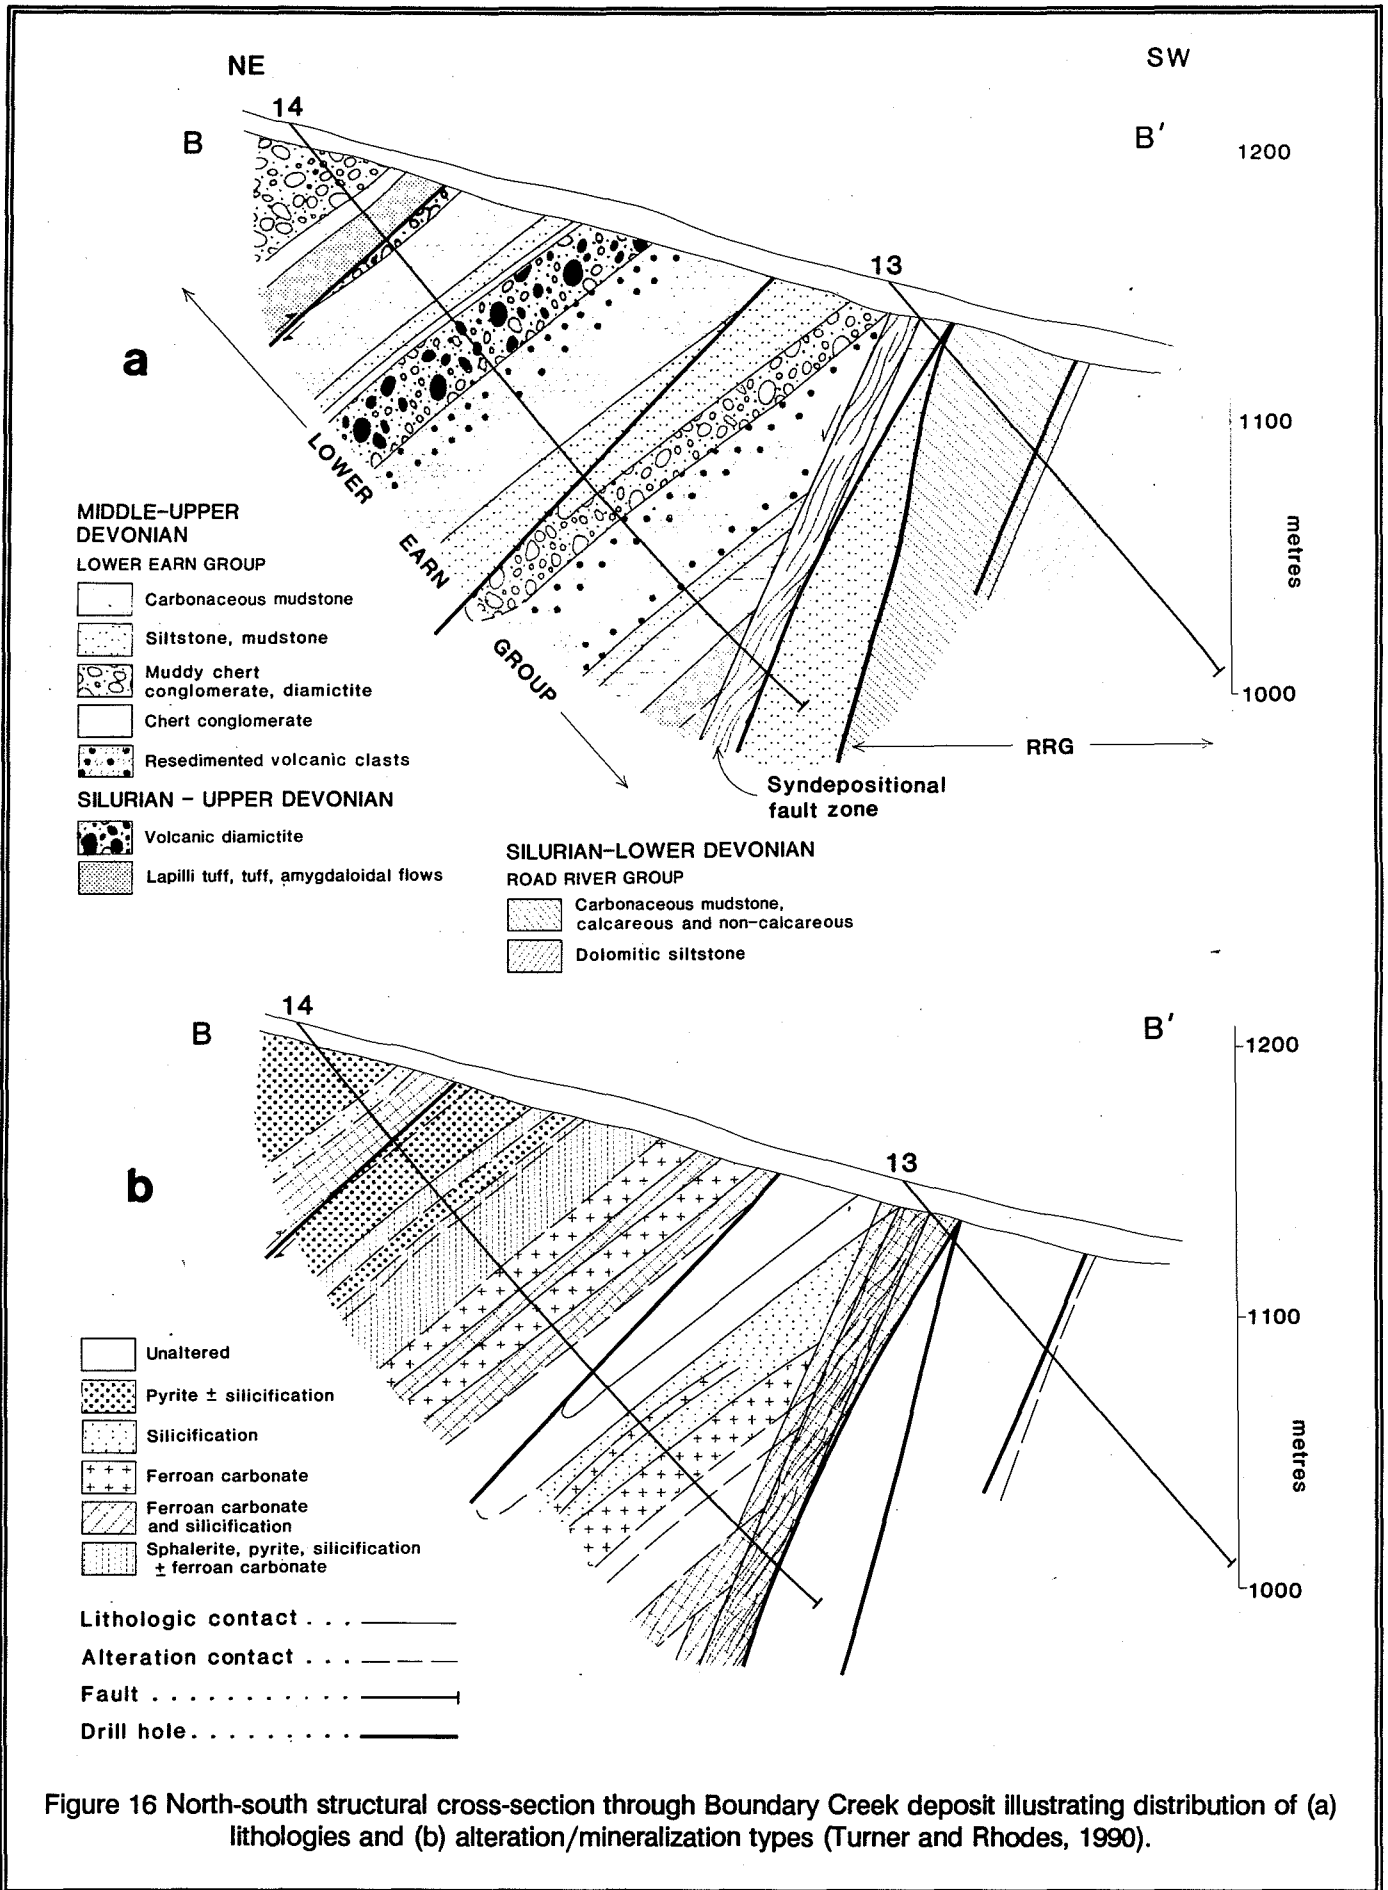 NE
SW
14
B
B'
1200
13
a
1100
LOWER
EARN
GROUP
metres
1000
RRG
Syndepositional
fault zone
MIDDLE-UPPER
DEVONIAN
LOWER EARN GROUP
Carbonaceous mudstone
Siltstone, mudstone
Muddy chert
conglomerate, diamictite
Chert conglomerate
Resedimented volcanic clasts
SILURIAN - UPPER DEVONIAN
Volcanic diamictite
Lapilli tuff, tuff, amygdaloidal flows
SILURIAN-LOWER DEVONIAN
ROAD RIVER GROUP
Carbonaceous mudstone,
calcareous and non-calcareous
Dolomitic siltstone
14
B
B'
1200
13
b
1100
metres
1000
Unaltered
Pyrite ± silicification
Silicification
Ferroan carbonate
Ferroan carbonate
and silicification
Sphalerite, pyrite, silicification
± ferroan carbonate
Lithologic contact . . .
Alteration contact . . .
Fault . . . . . . . . . . .
Drill hole. . . . . . . . .
Figure 16 North-south structural cross-section through Boundary Creek deposit illustrating distribution of (a)
lithologies and (b) alteration/mineralization types (Turner and Rhodes, 1990).